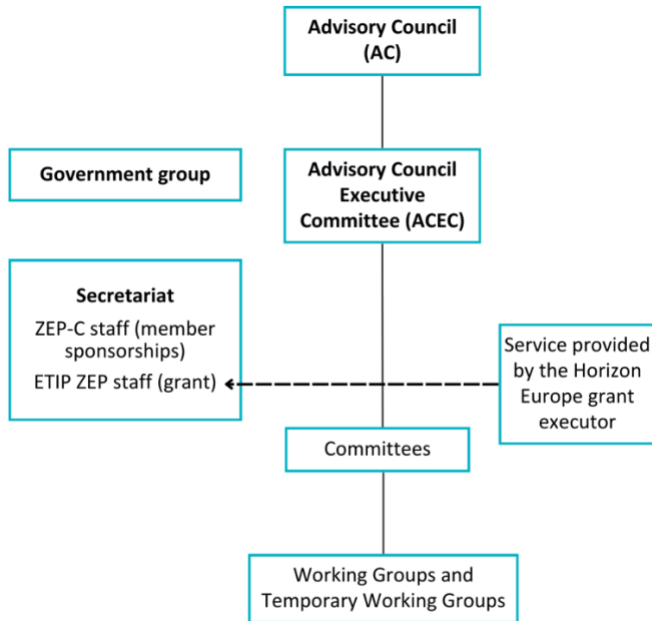 Advisory Council
(AC)
Government group
Advisory Council
Executive
Committee (ACEC)
Secretariat
ZEP-C staff (member
sponsorships)
ETIP ZEP staff (grant)
Service provided
by the Horizon
Europe grant
executor
Committees
Working Groups and
Temporary Working Groups